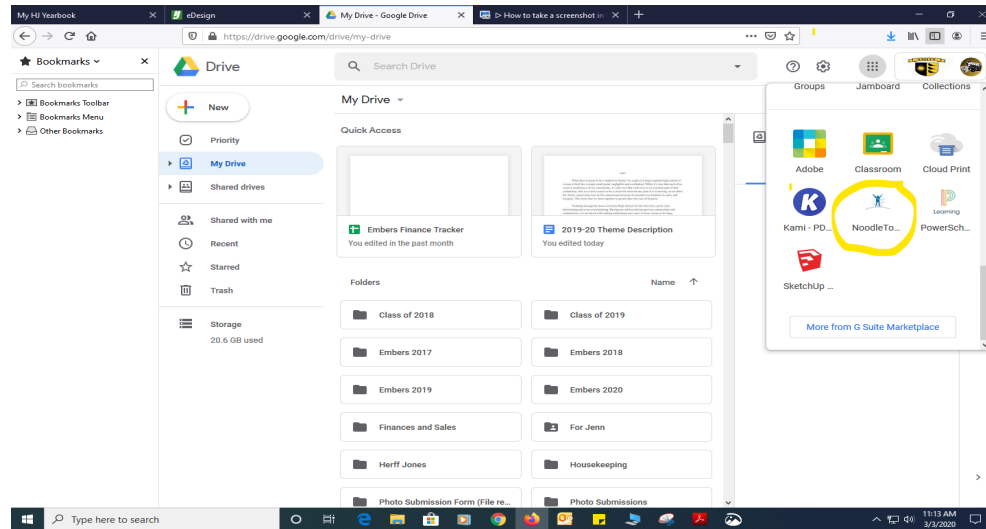 My HJ Yearbook
eDesign
My Drive - Google Drive
How to take a screenshot in
https://drive.google.com/drive/my-drive
Bookmarks
Search bookmarks
Bookmarks Toolbar
Bookmarks Menu
Other Bookmarks
Drive
Search Drive
New
Priority
My Drive
Shared drives
Shared with me
Recent
Starred
Trash
Storage
20.6 GB used
My Drive
Quick Access
Embers Finance Tracker
You edited in the past month
2019-20 Theme Description
You edited today
Folders
Name
Class of 2018
Class of 2019
Embers 2017
Embers 2018
Embers 2019
Embers 2020
Finances and Sales
For Jenn
Herff Jones
Housekeeping
Photo Submission Form (File re...
Photo Submissions
Groups
Jamboard
Collections
Adobe
Classroom
Cloud Print
K
Learning
Kami - PD...
NoodleTo...
PowerSch...
SketchUp ...
More from G Suite Marketplace
Type here to search
11:13 AM
3/3/2020